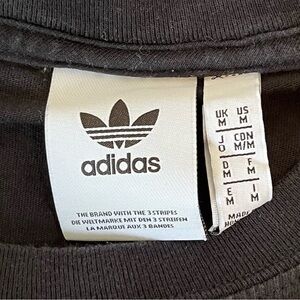 adidas
THE BRAND WITH THE 3 STRIPES
DIE WELTMARKE MIT DEN 3 STREIFEN
LA MARQUE AUX 3 BANDES
UK US
M M
J CDN
O M/M
D F
M M
E I
M M
MADE